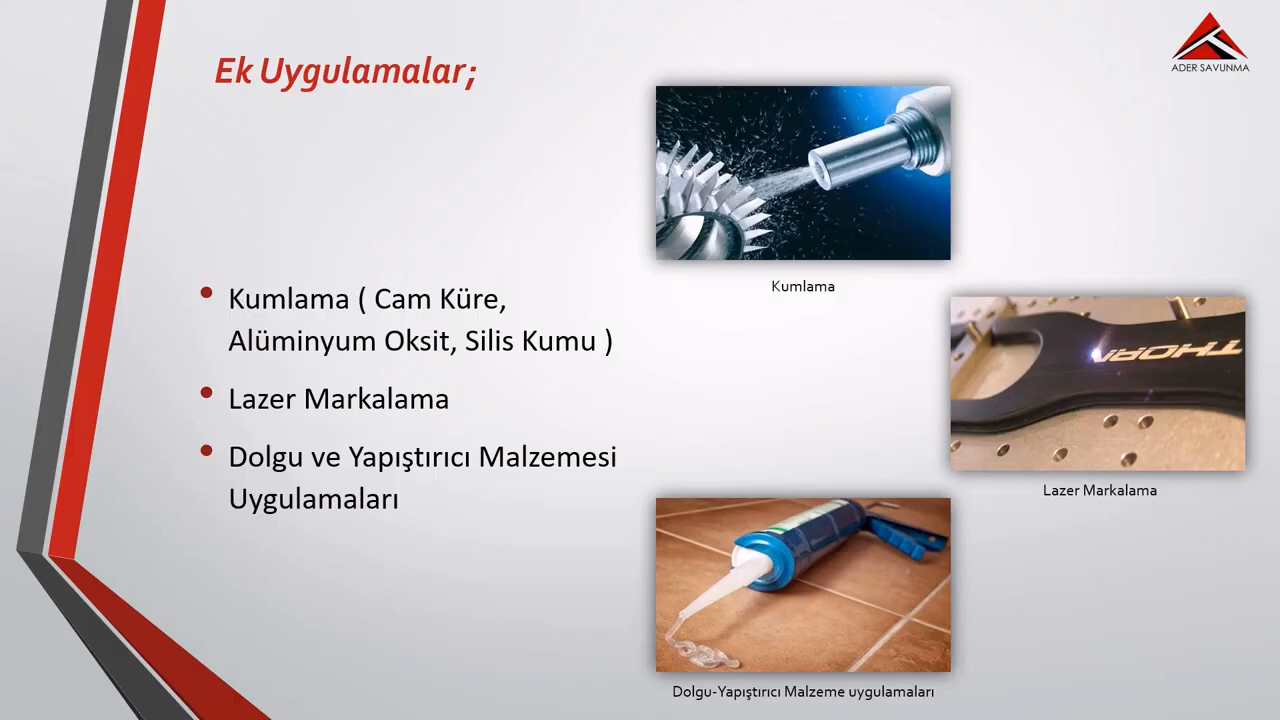 Ek Uygulamalar;
ADER SAVUNMA
Kumlama
• Kumlama ( Cam Küre,
Alüminyum Oksit, Silis Kumu )
• Lazer Markalama
• Dolgu ve Yapıştırıcı Malzemesi
Uygulamaları
THORN
Lazer Markalama
Dolgu-Yapıştırıcı Malzeme uygulamaları